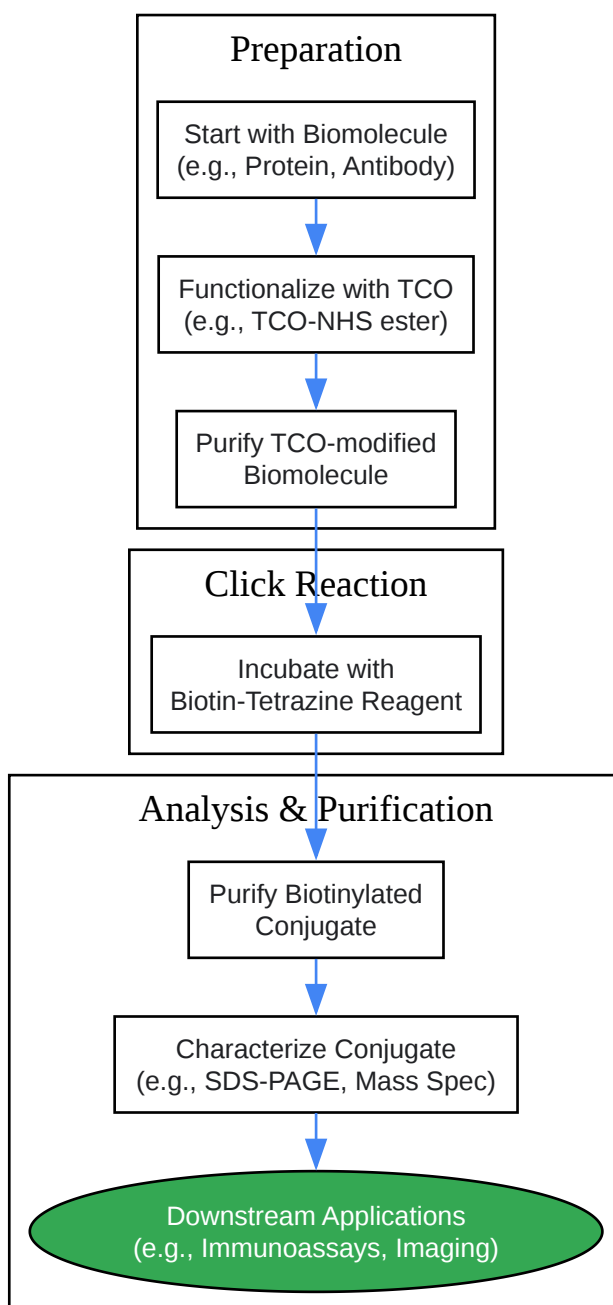 Preparation
Start with Biomolecule
(e.g., Protein, Antibody)
Functionalize with TCO
(e.g., TCO-NHS ester)
Purify TCO-modified
Biomolecule
Click Reaction
Incubate with
Biotin-Tetrazine Reagent
Analysis & Purification
Purify Biotinylated
Conjugate
Characterize Conjugate
(e.g., SDS-PAGE, Mass Spec)
Downstream Applications
(e.g., Immunoassays, Imaging)